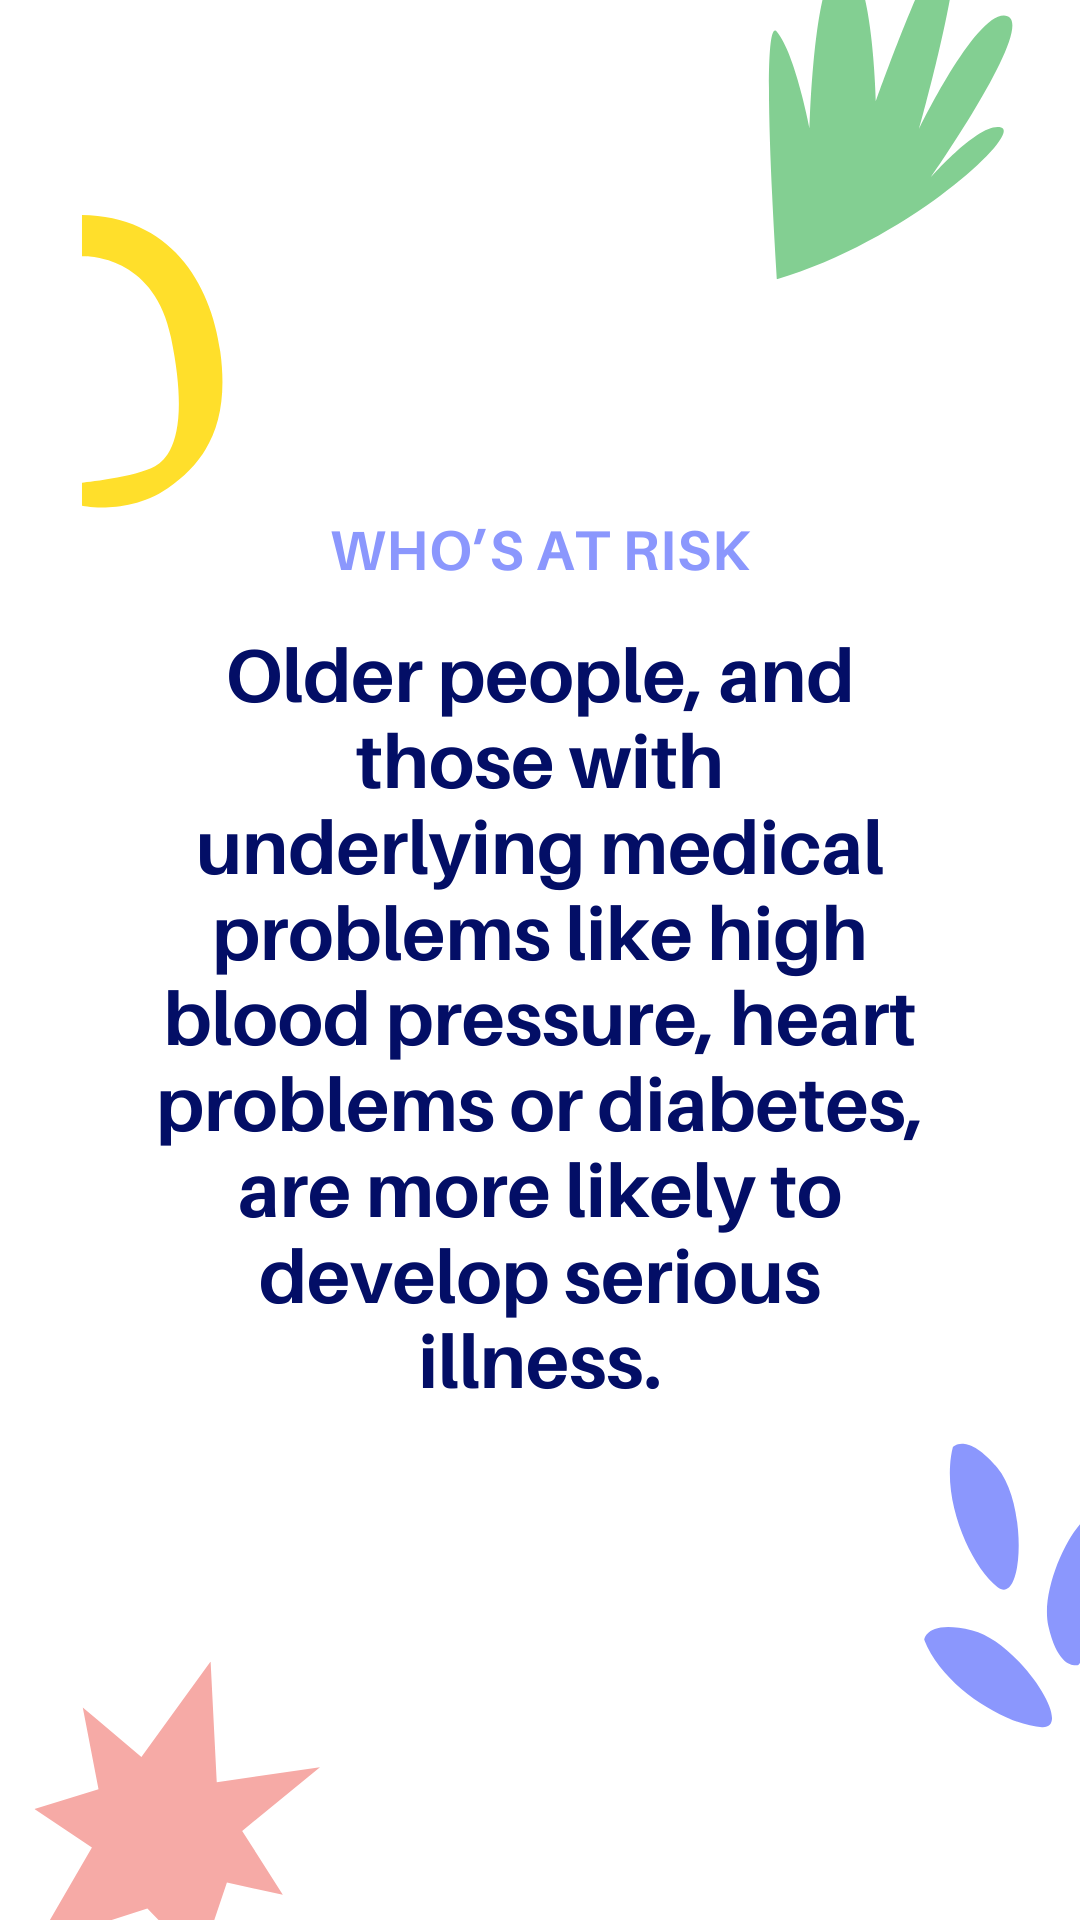 WHO’S AT RISK
Older people, and
those with
underlying medical
problems like high
blood pressure, heart
problems or diabetes,
are more likely to
develop serious
illness.